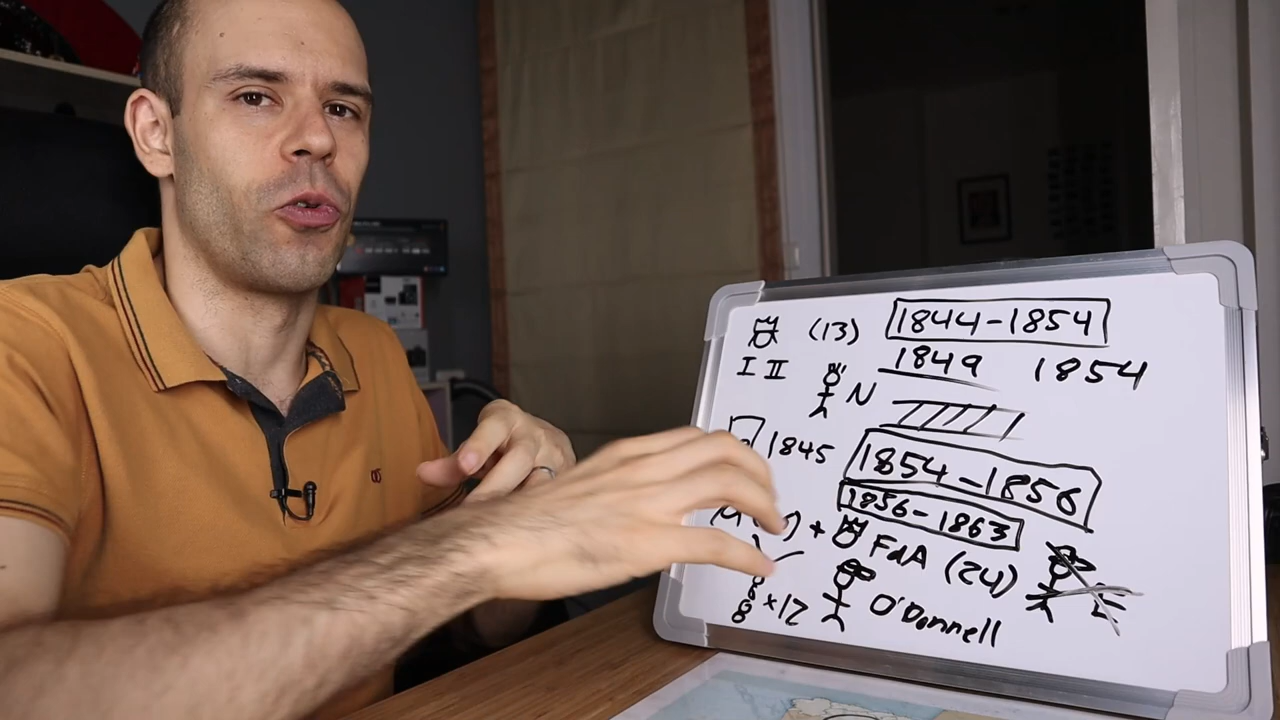 (13) 1844-1854
I II 1849 1854
N
1845 1854-1856
1856-1863
+ FdA (24)
x12 O'Donnell